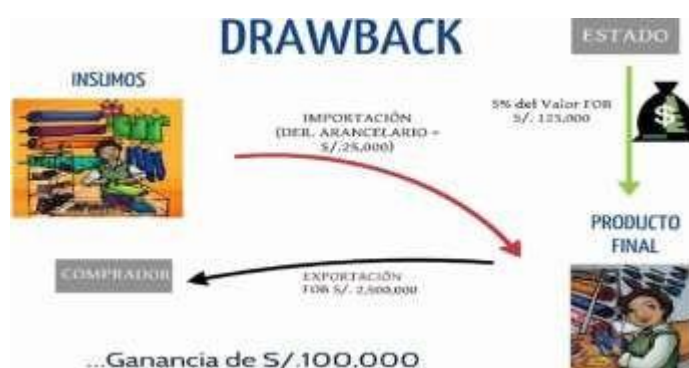 DRAWBACK
ESTADO
INSUMOS
5% del Valor FOB
S/. 125,000
IMPORTACIÓN
(DER. ARANCELARIO =
S/.25,000)
PRODUCTO
FINAL
COMPRADOR
EXPORTACIÓN
FOB S/. 2,500,000
...Ganancia de S/.100,000